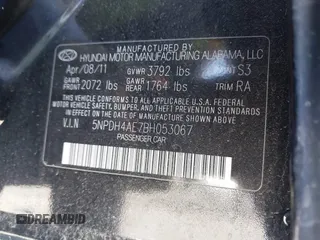 MANUFACTURED BY
HYUNDAI MOTOR MANUFACTURING ALABAMA, LLC
Apr/08/11 GVWR 3792 lbs S3
GAWR FRONT 2072 lbs GAWR REAR 1764 lbs TRIM RA
THIS VEHICLE CONFORMS TO ALL APPLICABLE FEDERAL MOTOR
VEHICLE SAFETY, BUMPER, AND THEFT PREVENTION STANDARDS
IN EFFECT ON THE DATE OF MANUFACTURE SHOWN ABOVE.
V.I.N 5NPDH4AE7BH053067
PASSENGER CAR
DREAMBID